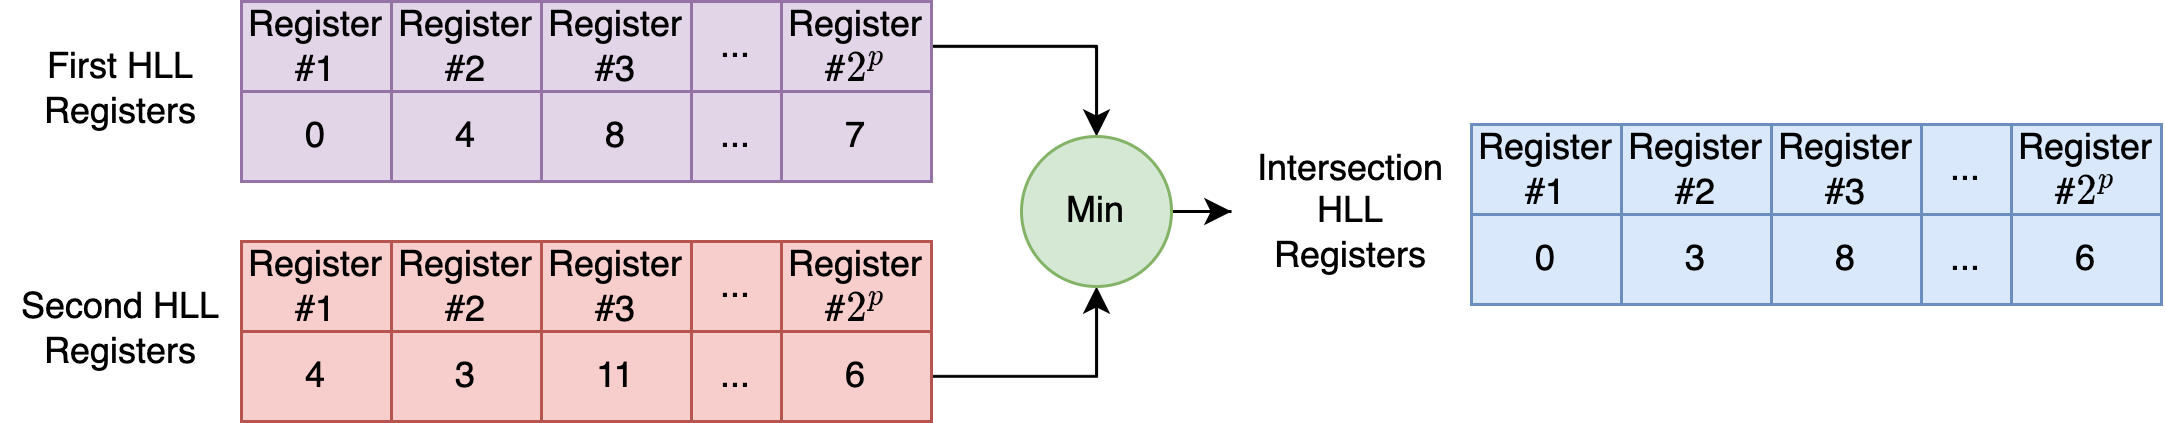 First HLL
Registers
Register #1 Register #2 Register #3 ... Register #2^p
0 4 8 ... 7
Second HLL
Registers
Register #1 Register #2 Register #3 ... Register #2^p
4 3 11 ... 6
Min
Intersection
HLL
Registers
Register #1 Register #2 Register #3 ... Register #2^p
0 3 8 ... 6